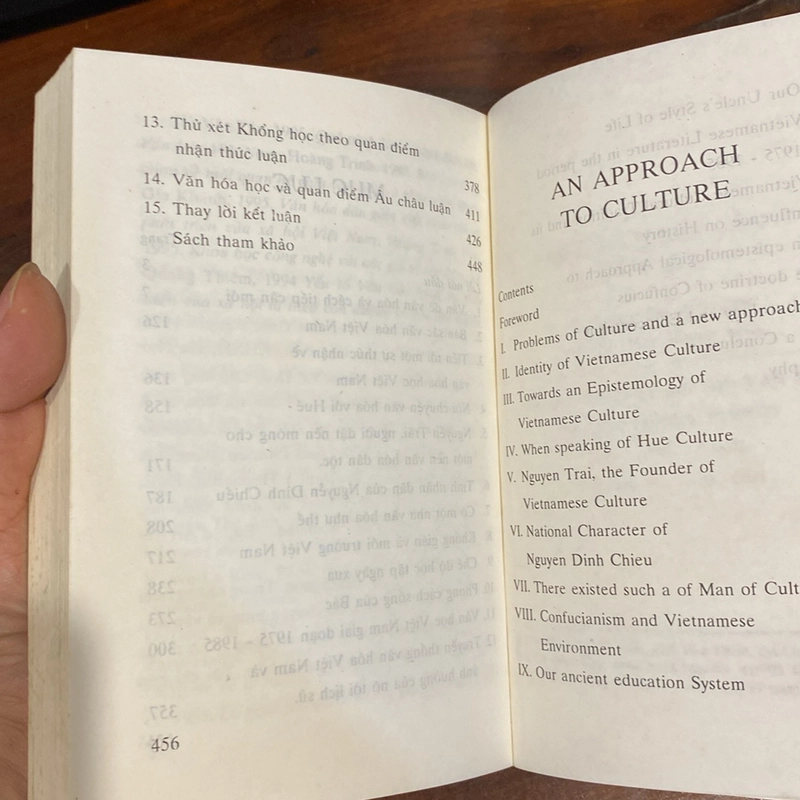 13. Thử xét Khổng học theo quan điểm
nhận thức luận 378
14. Văn hóa học và quan điểm Âu châu luận 411
15. Thay lời kết luận 426
Sách tham khảo 448
456
AN APPROACH
TO CULTURE
Contents
Foreword
I. Problems of Culture and a new approach
II. Identity of Vietnamese Culture
III. Towards an Epistemology of
Vietnamese Culture
IV. When speaking of Hue Culture
V. Nguyen Trai, the Founder of
Vietnamese Culture
VI. National Character of
Nguyen Dinh Chieu
VII. There existed such a of Man of Cult
VIII. Confucianism and Vietnamese
Environment
IX. Our ancient education System